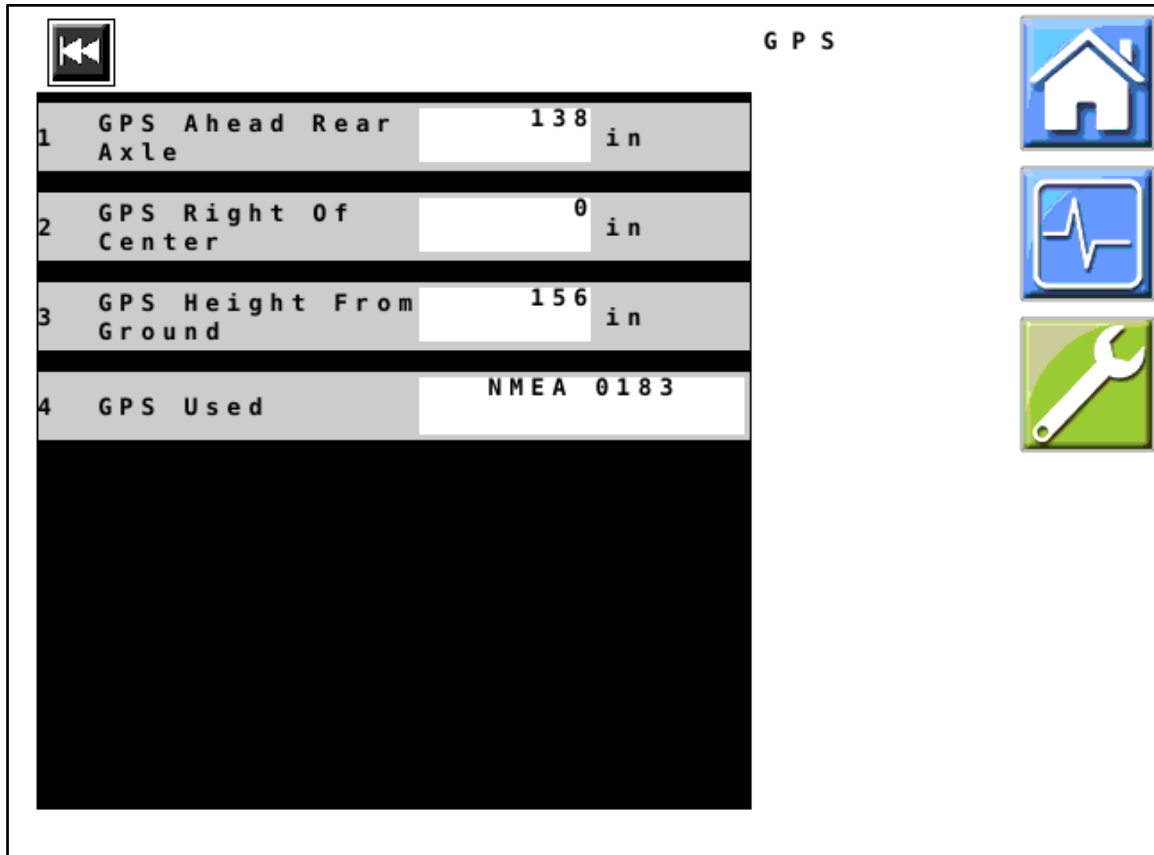 GPS
1 GPS Ahead Rear Axle 138 in
2 GPS Right Of Center 0 in
3 GPS Height From Ground 156 in
4 GPS Used NMEA 0183